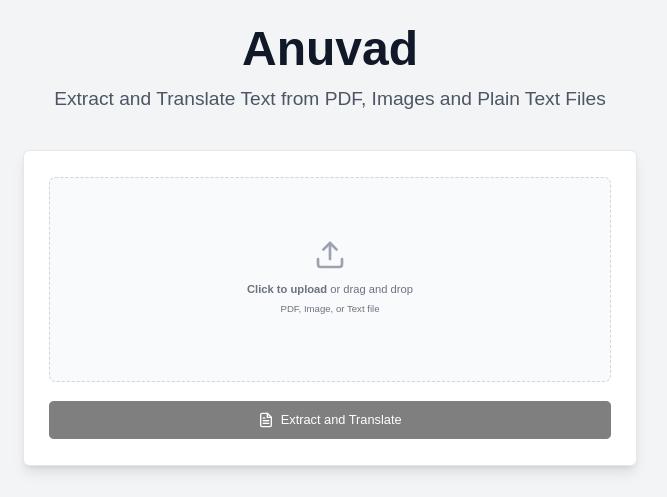 Anuvad
Extract and Translate Text from PDF, Images and Plain Text Files
Click to upload or drag and drop
PDF, Image, or Text file
Extract and Translate